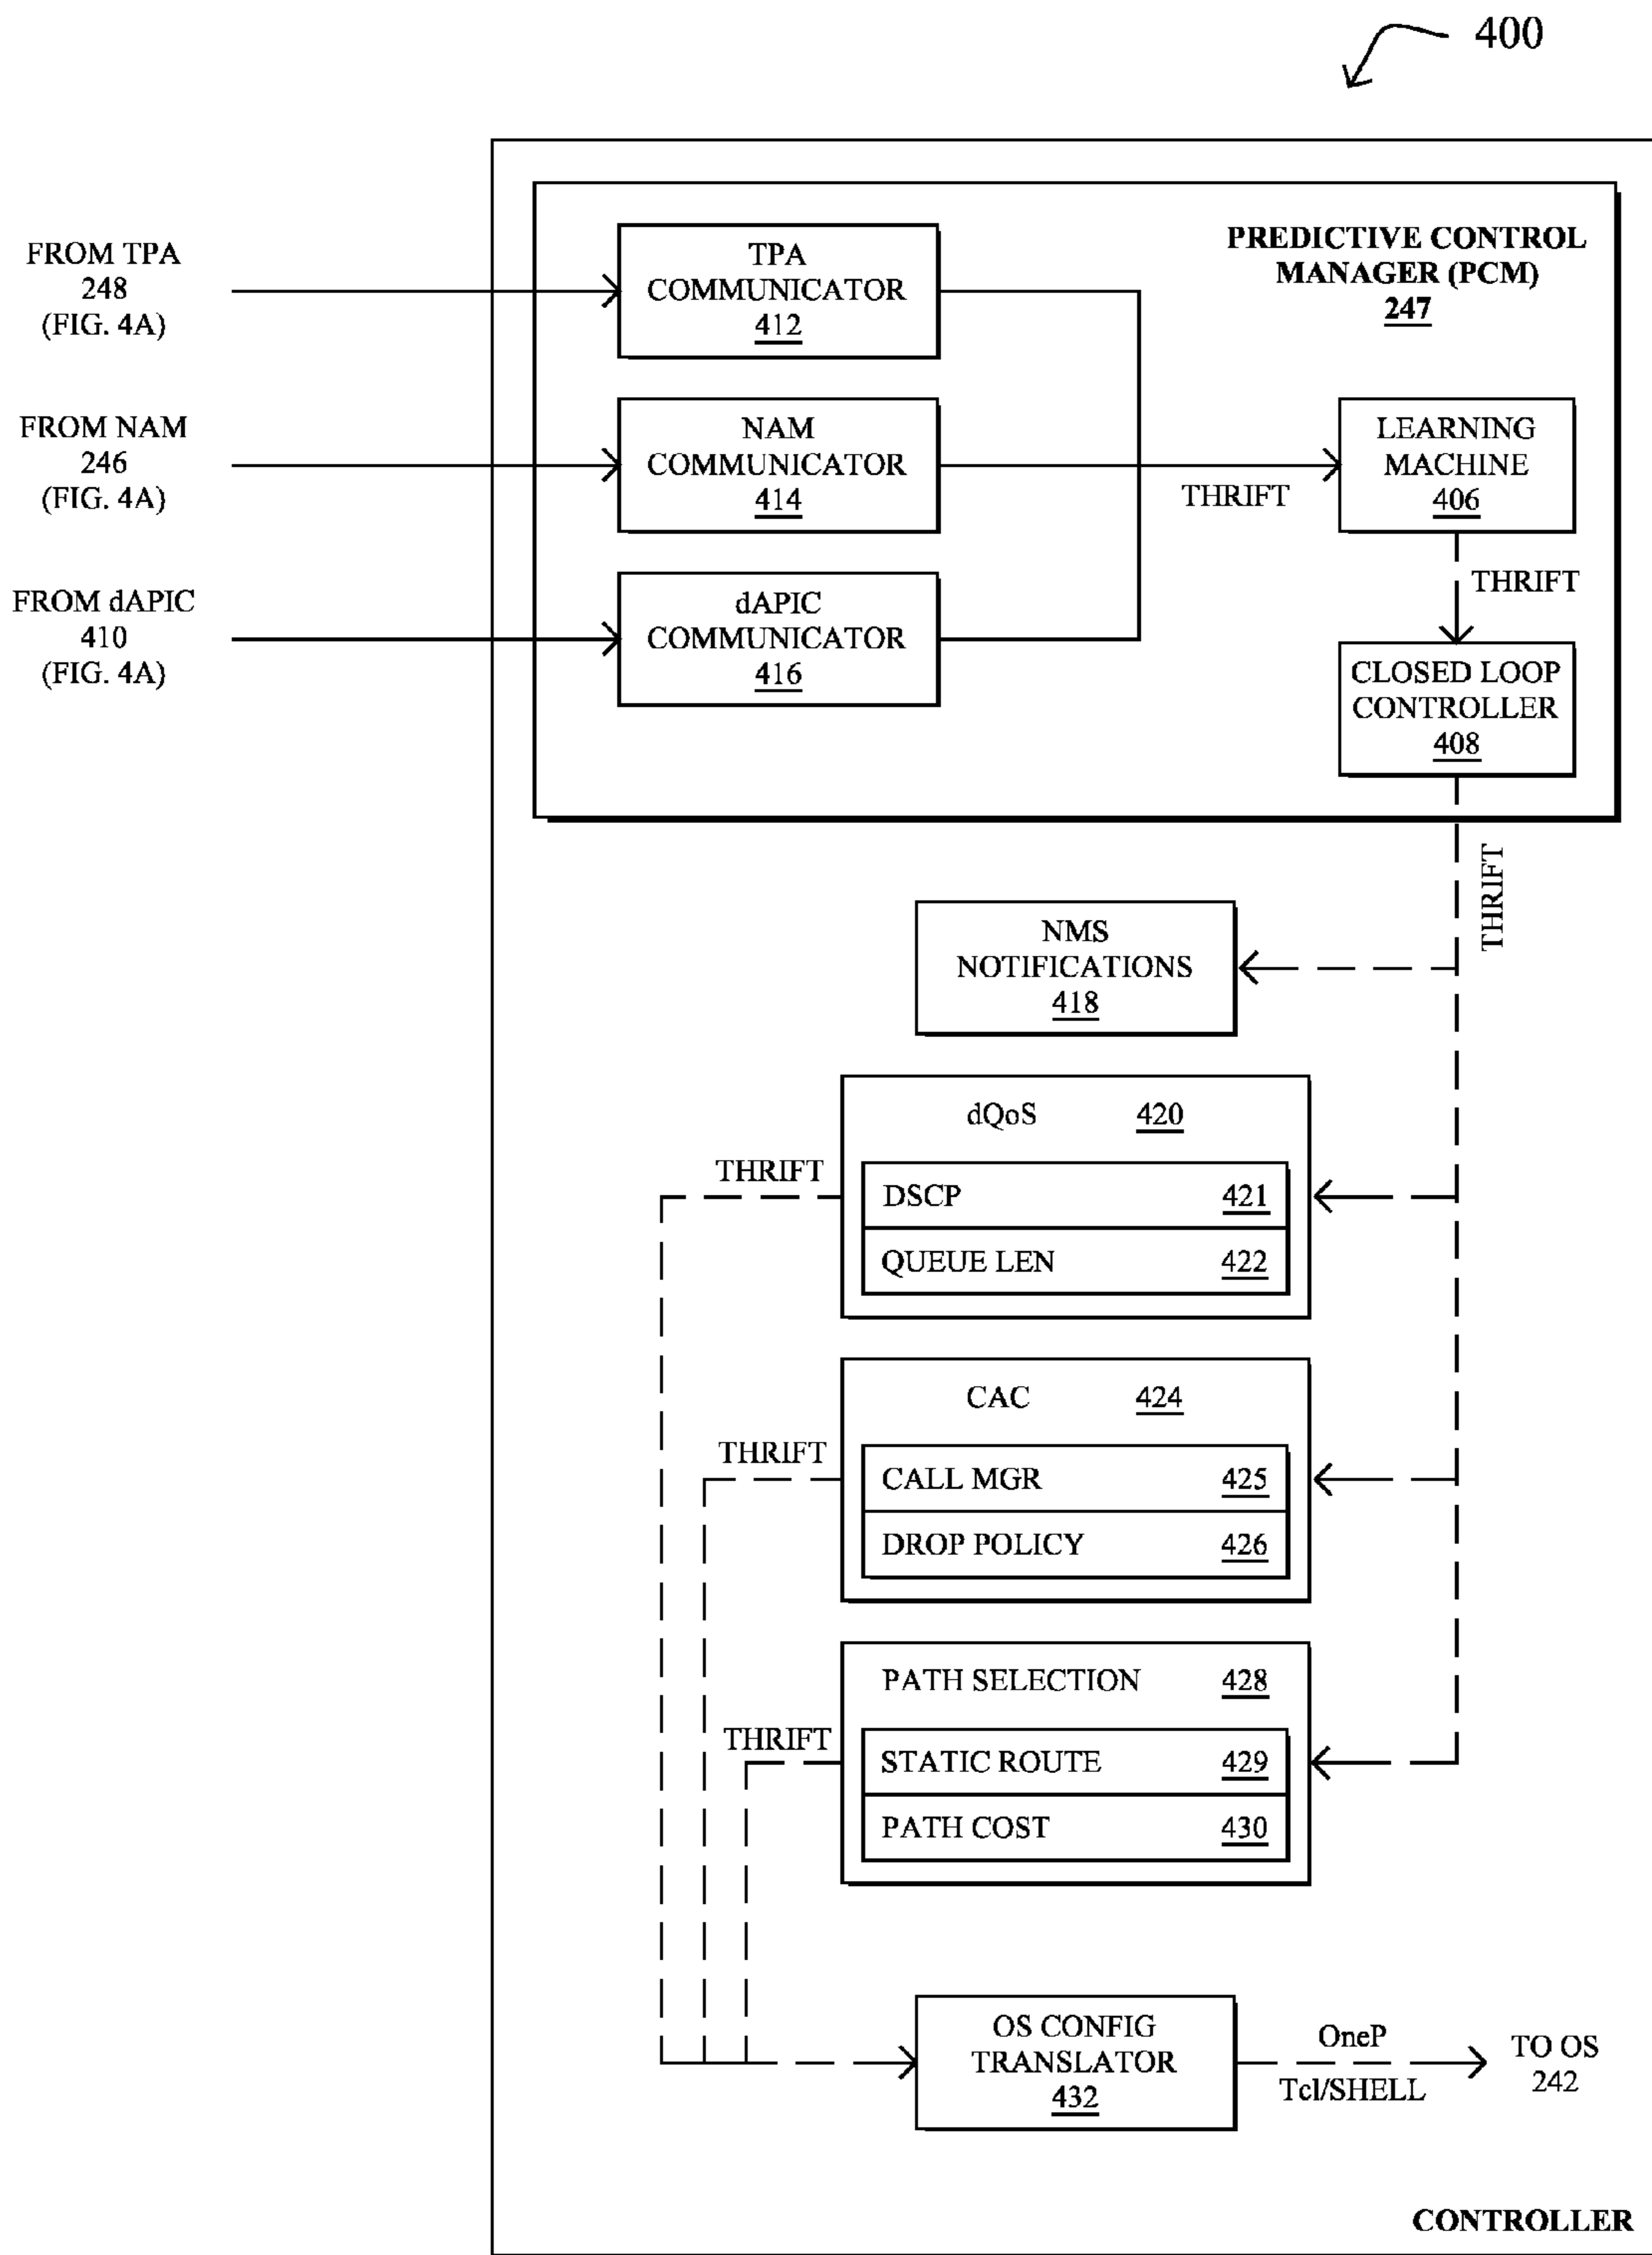 400
FROM TPA
248
(FIG. 4A)
TPA
COMMUNICATOR
412
PREDICTIVE CONTROL
MANAGER (PCM)
247
FROM NAM
246
(FIG. 4A)
NAM
COMMUNICATOR
414
THRIFT
LEARNING
MACHINE
406
THRIFT
FROM dAPIC
410
(FIG. 4A)
dAPIC
COMMUNICATOR
416
CLOSED LOOP
CONTROLLER
408
THRIFT
NMS
NOTIFICATIONS
418
dQoS 420
THRIFT
DSCP 421
QUEUE LEN 422
CAC 424
THRIFT
CALL MGR 425
DROP POLICY 426
PATH SELECTION 428
THRIFT
STATIC ROUTE 429
PATH COST 430
OS CONFIG
TRANSLATOR
432
OneP
Tcl/SHELL
TO OS
242
CONTROLLER